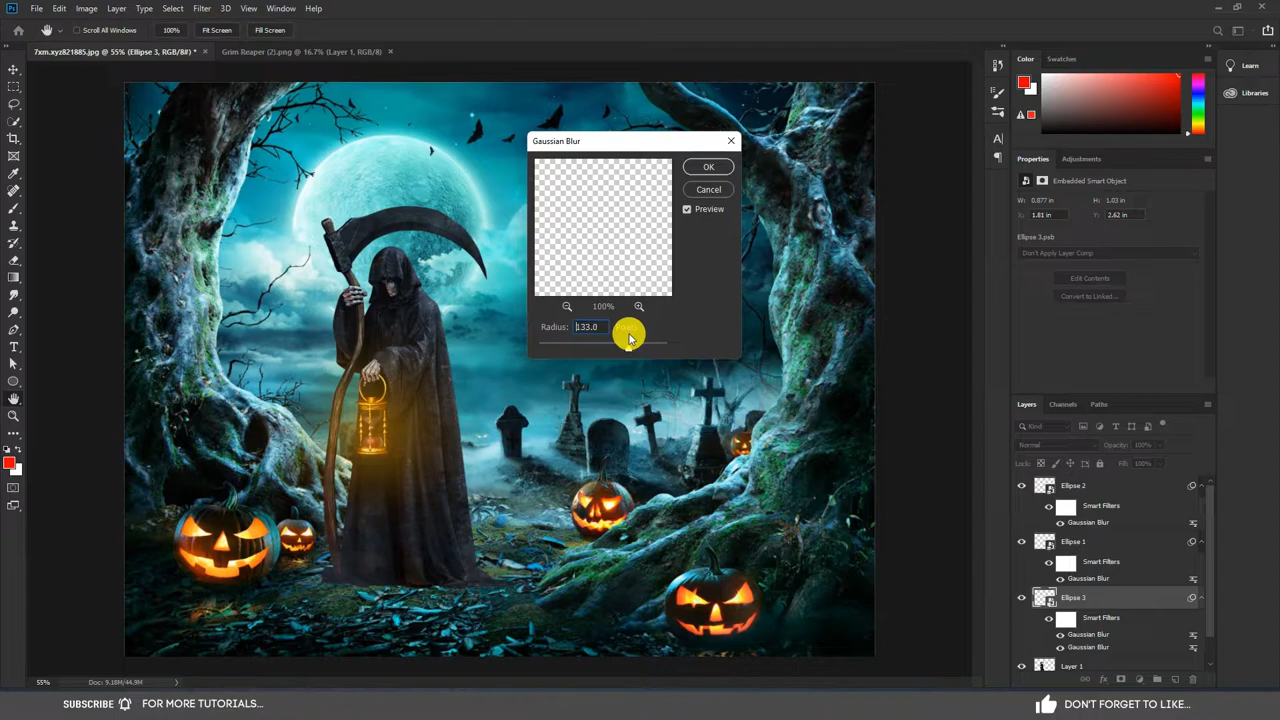 Ps File Edit Image Layer Type Select Filter 3D View Window Help
Scroll All Windows 100% Fit Screen Fill Screen
7xm.xyz821885.jpg @ 55% (Ellipse 3, RGB/8#) * × Grim Reaper (2).png @ 16.7% (Layer 1, RGB/8) ×
Gaussian Blur
OK
Cancel
Preview
100%
Radius: 133.0 Pixels
Color Swatches
Learn
Libraries
Properties Adjustments
Embedded Smart Object
W: 0.877 in H: 1.03 in
X: 1.81 in Y: 2.62 in
Ellipse 3.psb
Don't Apply Layer Comp
Edit Contents
Convert to Linked...
Layers Channels Paths
Kind
Normal Opacity: 100%
Lock: Fill: 100%
Ellipse 2
Smart Filters
Gaussian Blur
Ellipse 1
Smart Filters
Gaussian Blur
Ellipse 3
Smart Filters
Gaussian Blur
Gaussian Blur
Layer 1
55% Doc: 9.18M/44.9M
SUBSCRIBE FOR MORE TUTORIALS...
DON'T FORGET TO LIKE...